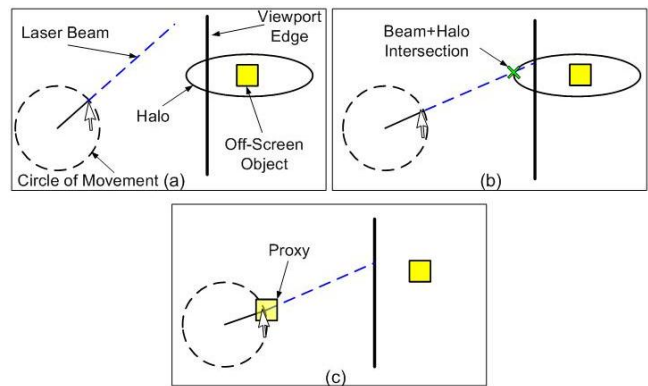 Laser Beam
Viewport
Edge
Halo
Off-Screen
Object
Circle of Movement (a)
Beam+Halo
Intersection
(b)
Proxy
(c)